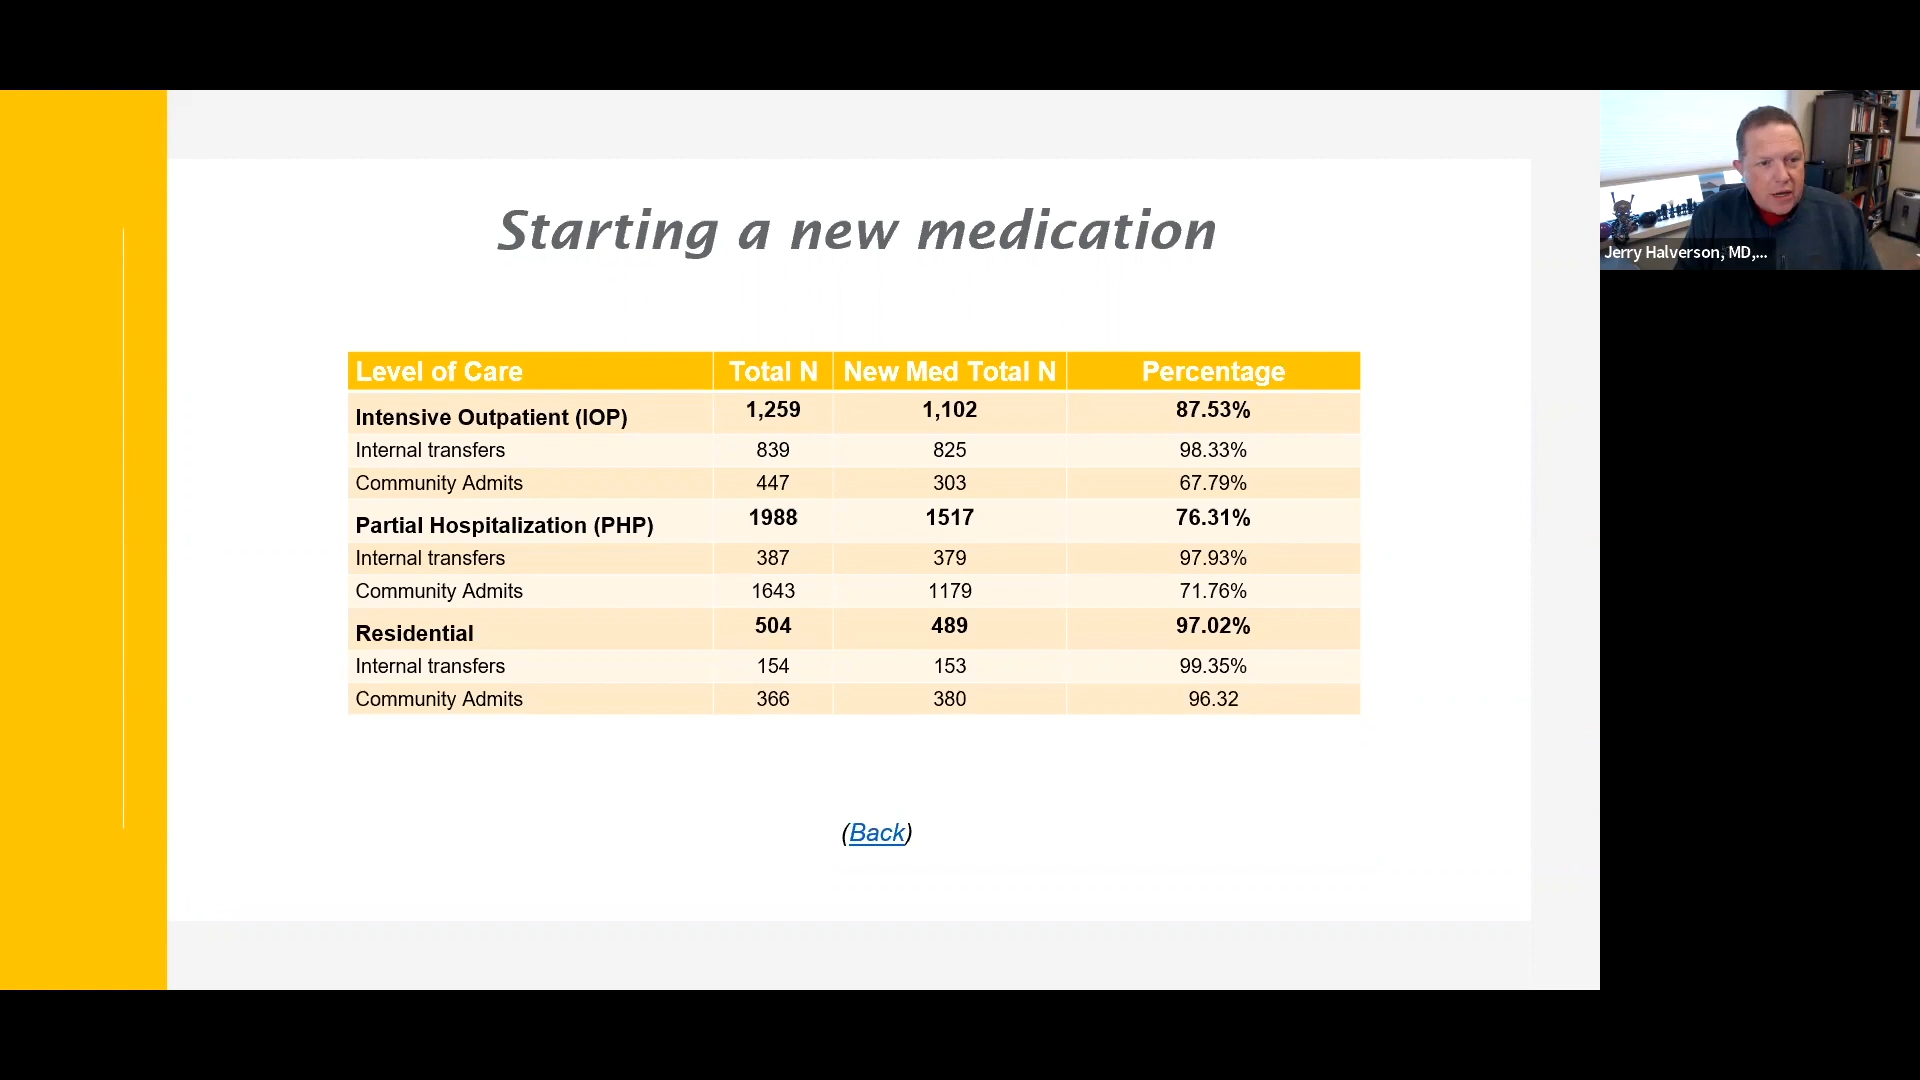 Starting a new medication
Jerry Halverson, MD,...
Level of Care Total N New Med Total N Percentage
Intensive Outpatient (IOP) 1,259 1,102 87.53%
Internal transfers 839 825 98.33%
Community Admits 447 303 67.79%
Partial Hospitalization (PHP) 1988 1517 76.31%
Internal transfers 387 379 97.93%
Community Admits 1643 1179 71.76%
Residential 504 489 97.02%
Internal transfers 154 153 99.35%
Community Admits 366 380 96.32
(Back)